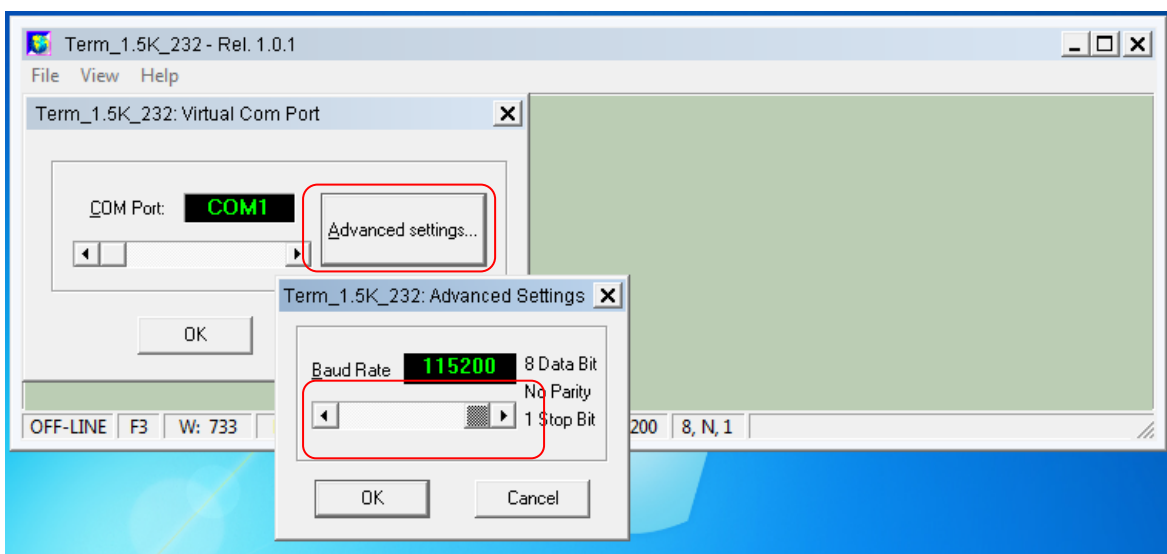 Term_1.5K_232 - Rel. 1.0.1
File View Help
Term_1.5K_232: Virtual Com Port
COM Port: COM1
Advanced settings...
OK
Term_1.5K_232: Advanced Settings
Baud Rate 115200 8 Data Bit
No Parity
1 Stop Bit
OK Cancel
OFF-LINE F3 W: 733 200 8, N, 1